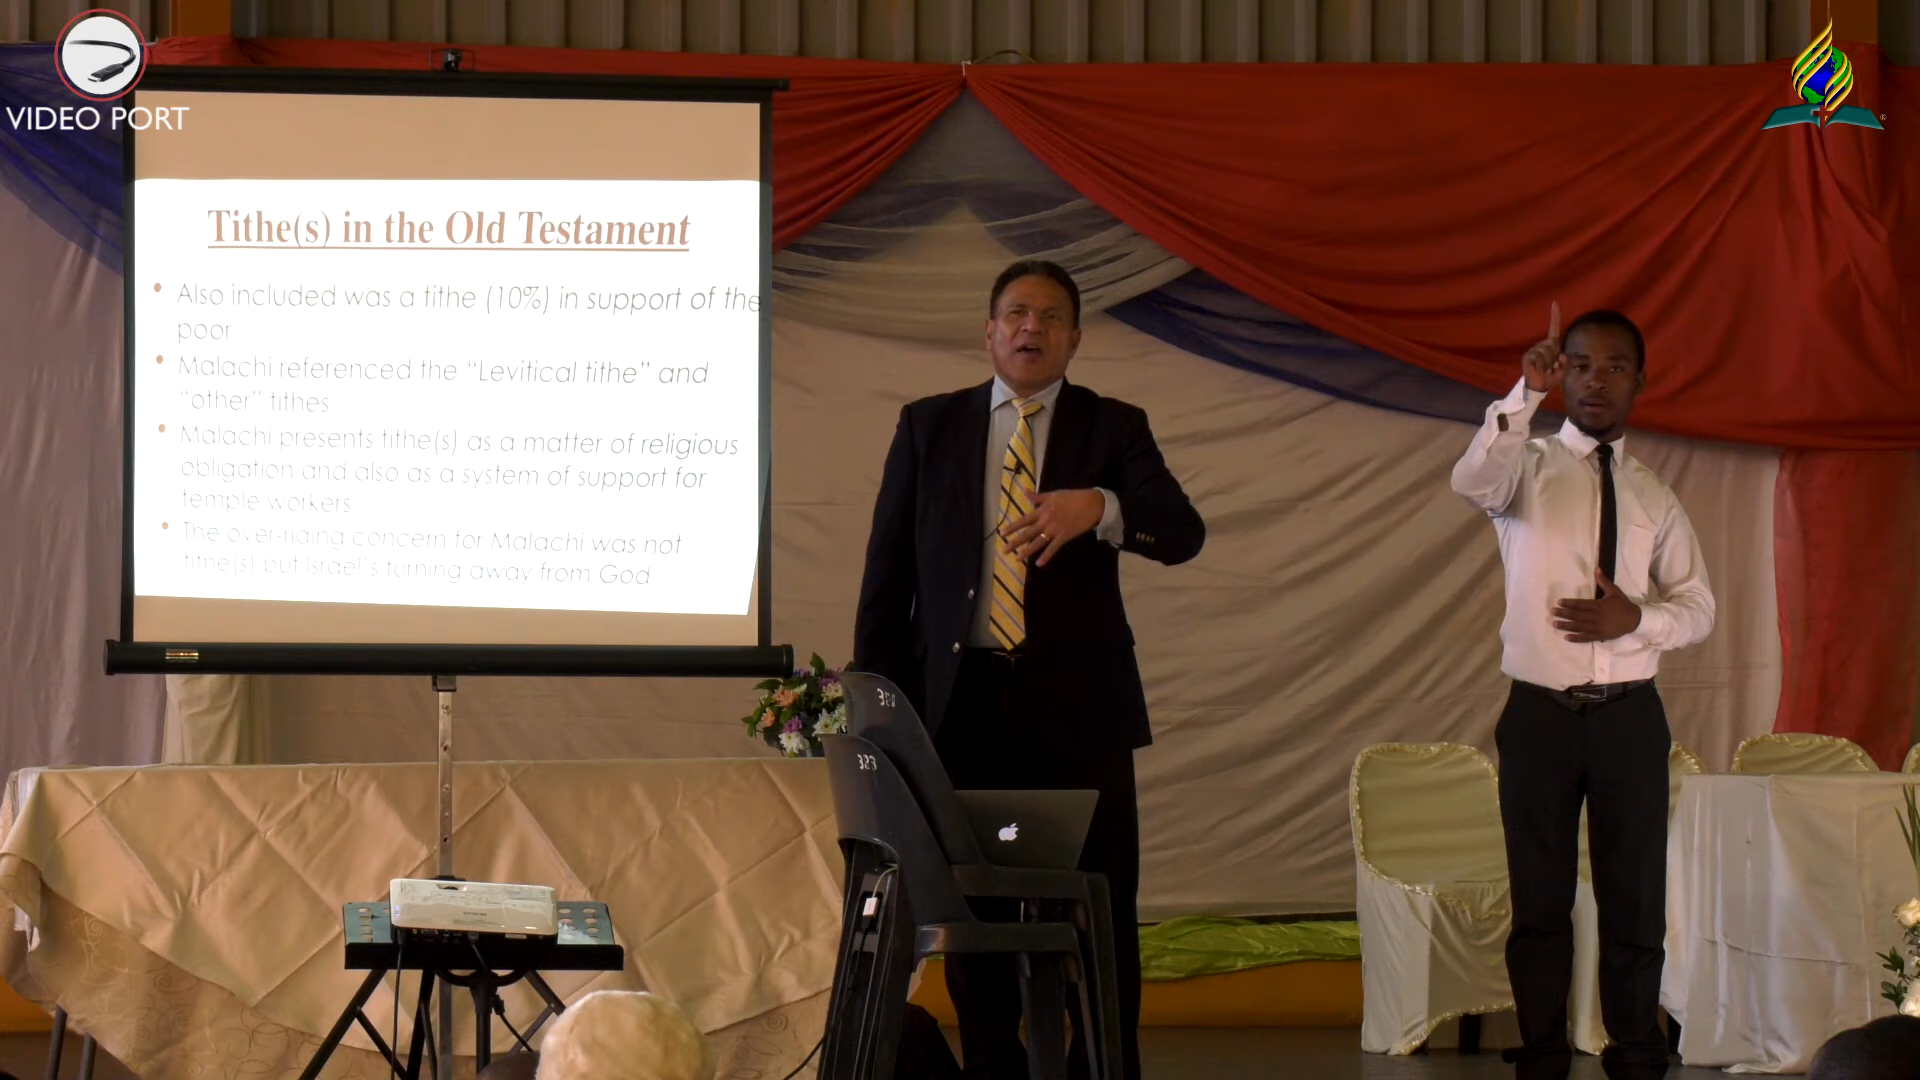 VIDEO PORT
Tithe(s) in the Old Testament
• Also included was a tithe (10%) in support of the
poor
• Malachi referenced the “Levitical tithe” and
“other” tithes
• Malachi presents tithe(s) as a matter of religious
obligation and also as a system of support for
temple workers
• The over-riding concern for Malachi was not
tithe(s) but Israel's turning away from God
328
323
®